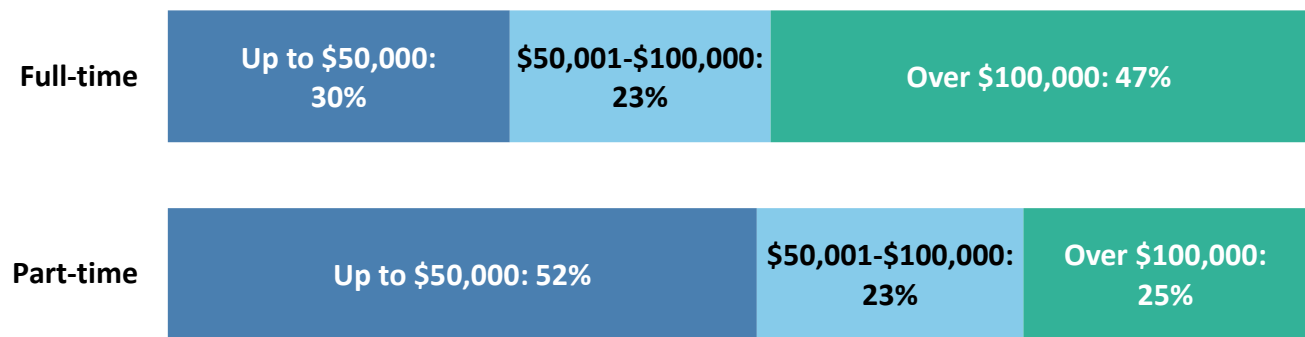 Full-time
Up to $50,000:
30%
$50,001-$100,000:
23%
Over $100,000: 47%
Part-time
Up to $50,000: 52%
$50,001-$100,000:
23%
Over $100,000:
25%